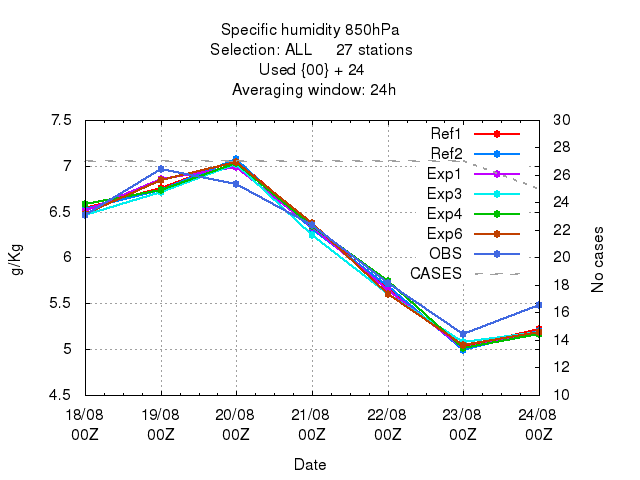 Specific humidity 850hPa
Selection: ALL 27 stations
Used {00} + 24
Averaging window: 24h
g/Kg
7.5
7
6.5
6
5.5
5
4.5
Ref1
Ref2
Exp1
Exp3
Exp4
Exp6
OBS
CASES
30
28
26
24
22
20
18
16
14
12
10
No cases
18/08 19/08 20/08 21/08 22/08 23/08 24/08
00Z 00Z 00Z 00Z 00Z 00Z 00Z
Date